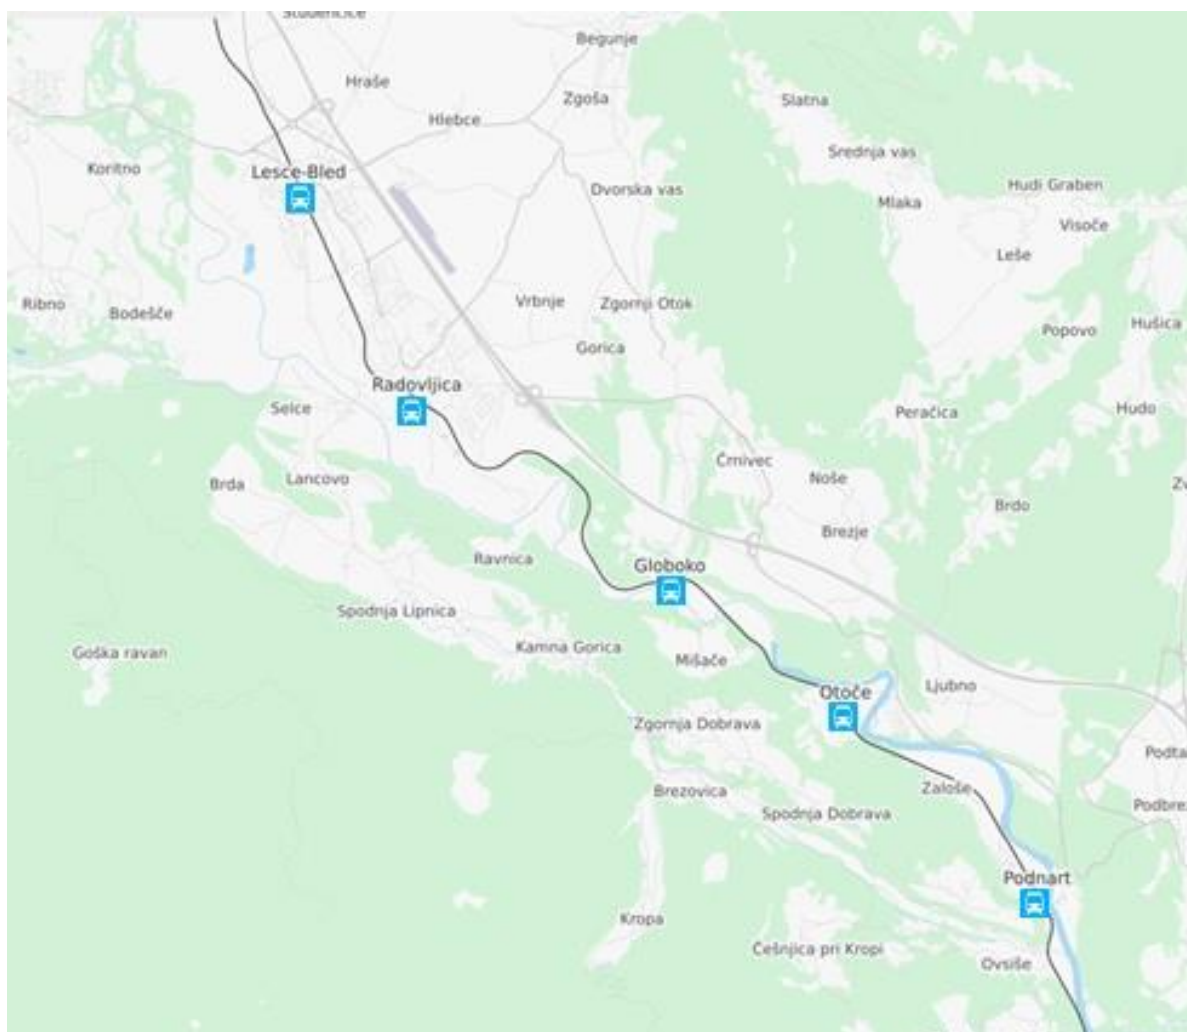 Begunje
Hraše
Zgoša
Slatna
Hlebce
Srednja vas
Koritno
Lesce-Bled
Dvorska vas
Hudi Graben
Mlaka
Visoče
Leše
Ribno
Bodešče
Vrbnje
Zgornji Otok
Hušica
Popovo
Gorica
Radovljica
Selce
Peračica
Hudo
Črnivec
Brda
Lancovo
Noše
Brdo
Brezje
Ravnica
Globoko
Spodnja Lipnica
Goška ravan
Kamna Gorica
Mišače
Otoče
Ljubno
Zgornja Dobrava
Podta
Brezovica
Zaloše
Spodnja Dobrava
Podbrez
Podnart
Kropa
Češnjica pri Kropi
Ovsiše